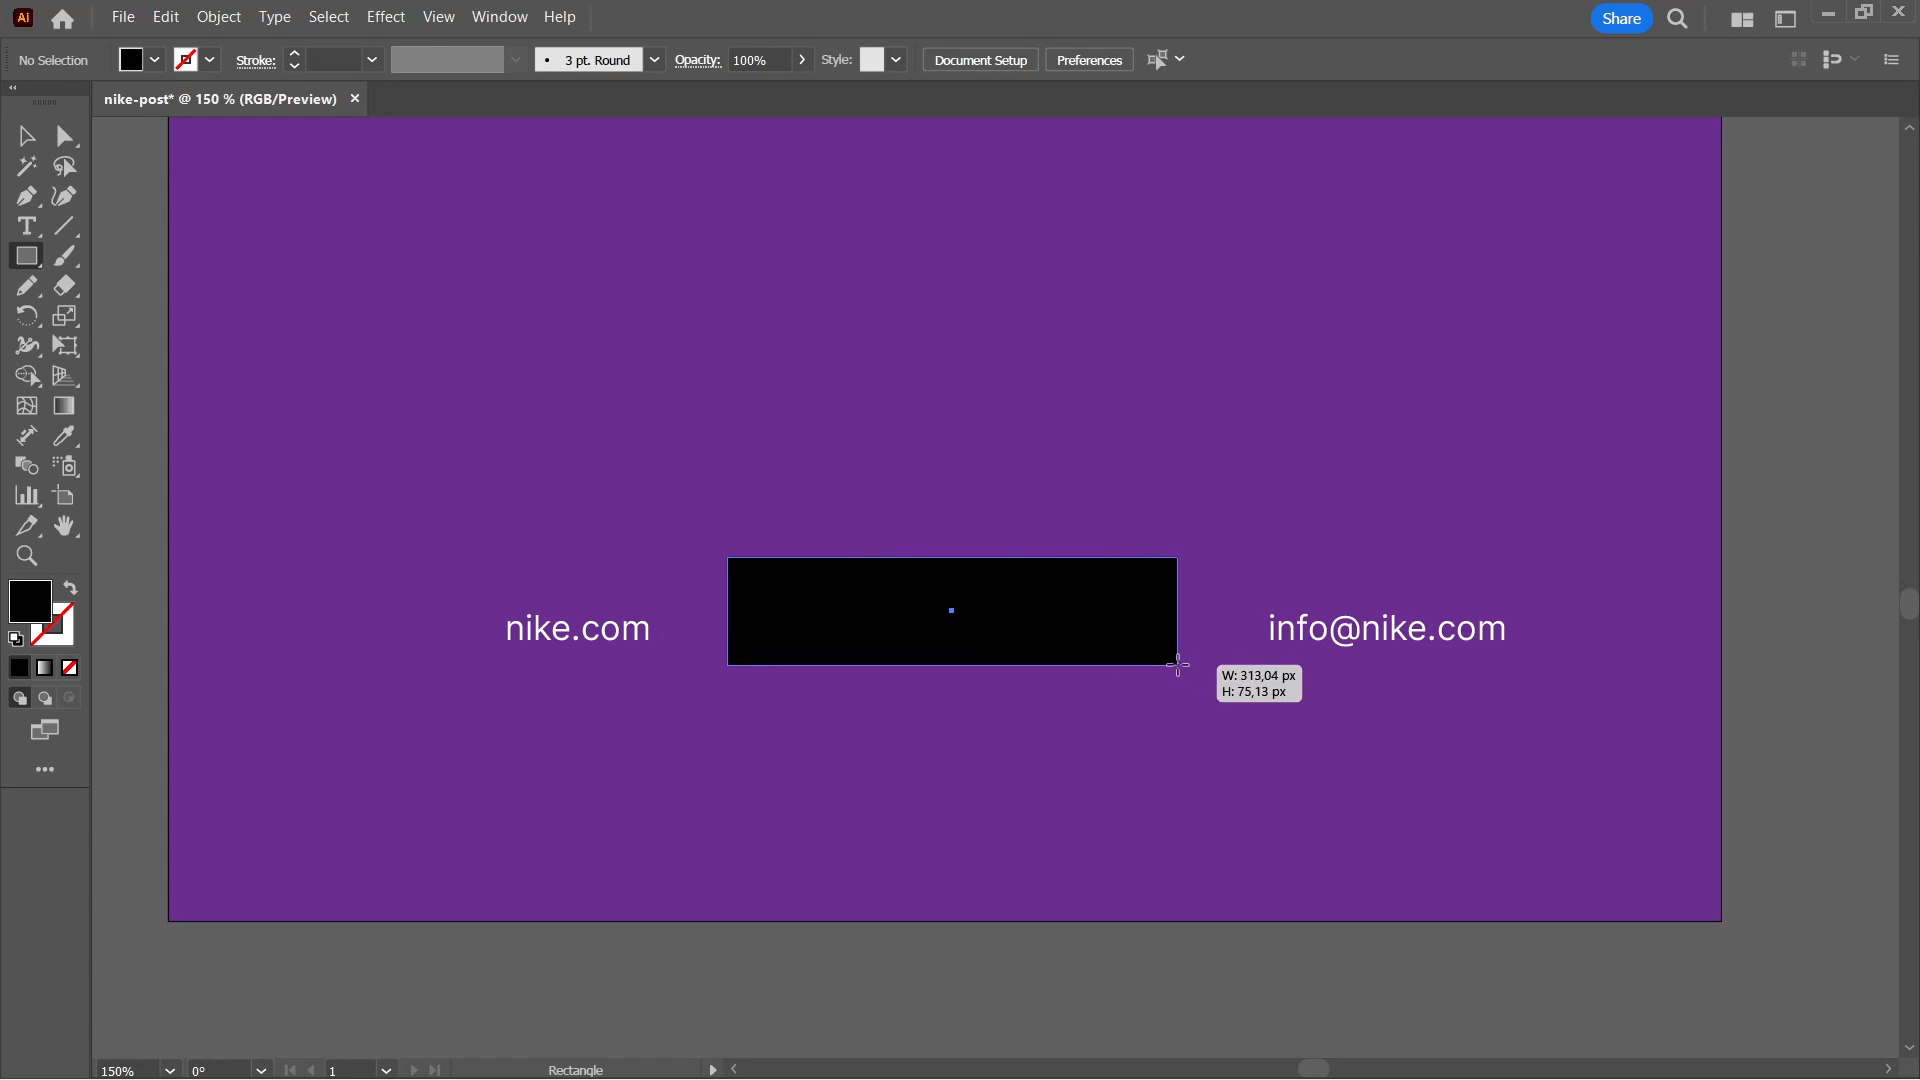 Ai File Edit Object Type Select Effect View Window Help Share
No Selection Stroke: 3 pt. Round Opacity: 100% Style: Document Setup Preferences
nike-post* @ 150 % (RGB/Preview)
nike.com info@nike.com
W: 313,04 px
H: 75,13 px
150% 0° 1 Rectangle